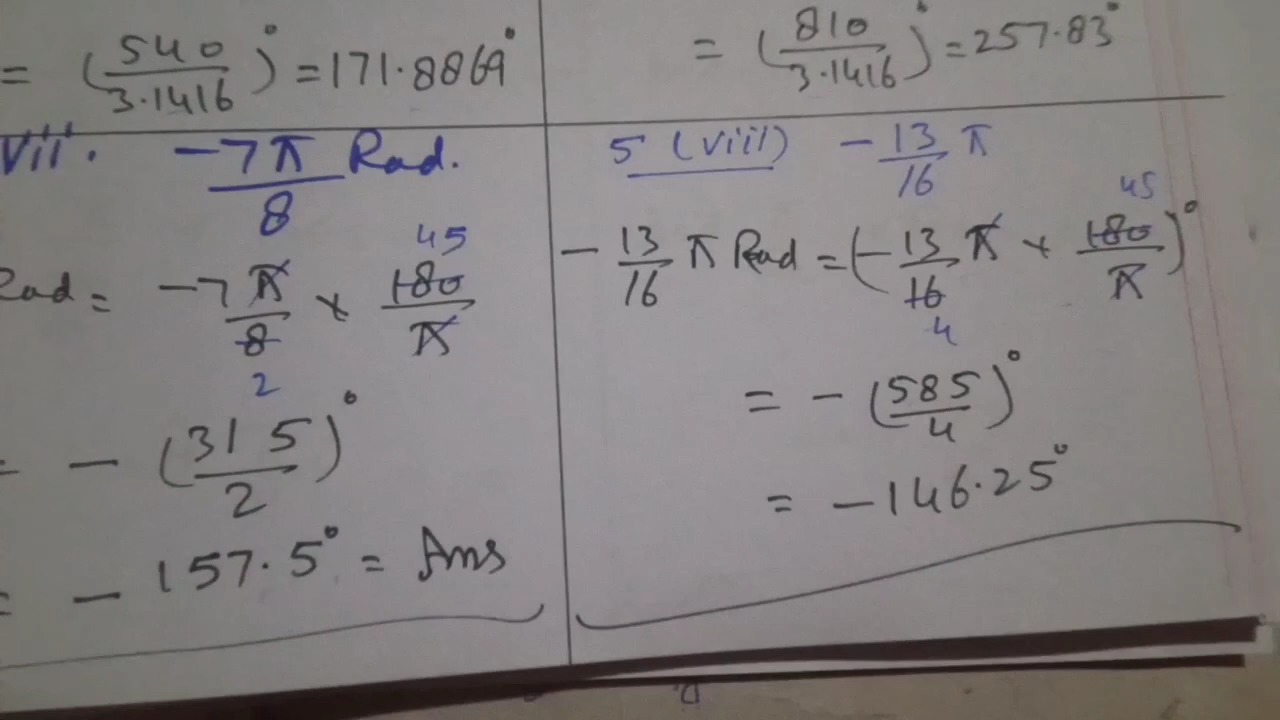 = (540/3.1416)° = 171.8869°
Vii. -7π/8 Rad.
Rad = -7π/8 × 180/π
45
2
= - (315/2)°
= - 157.5° = Ans
= (810/3.1416)° = 257.83°
5 (Viii) - 13/16 π
- 13/16 π Rad = (- 13/16 π × 180/π)°
45
4
= - (585/4)°
= - 146.25°